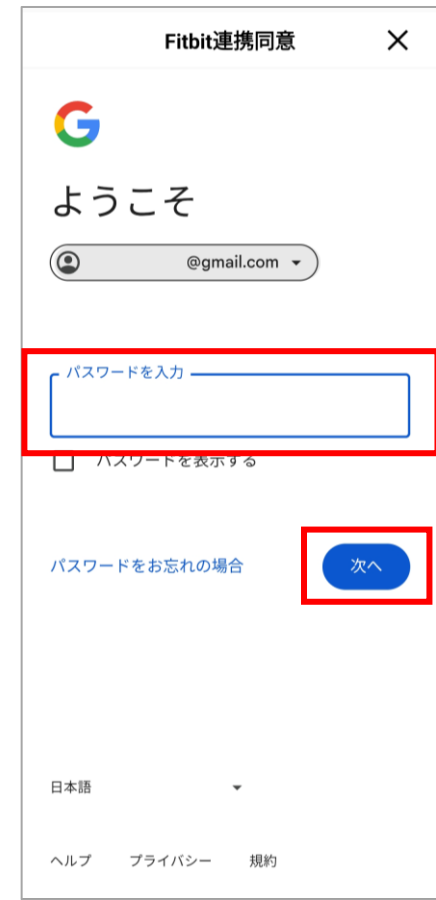 Fitbit連携同意
ようこそ
@gmail.com
パスワードを入力
パスワードを表示する
パスワードをお忘れの場合
次へ
日本語
ヘルプ プライバシー 規約